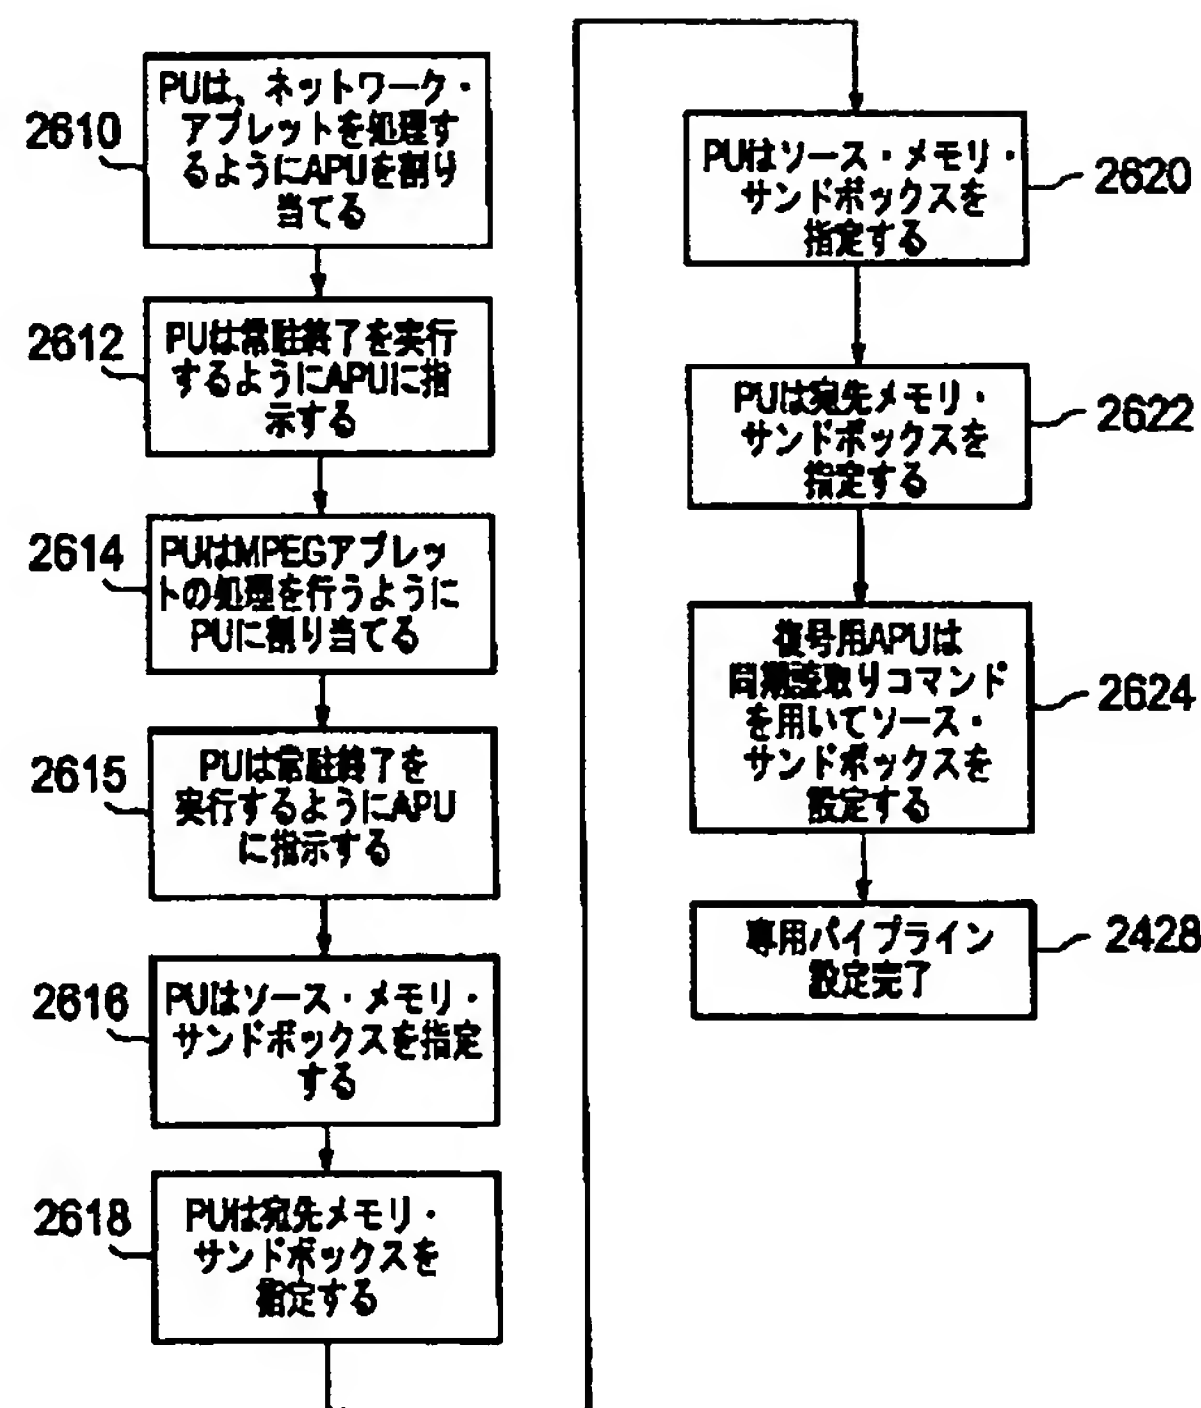 2610
PUは、ネットワーク・
アプレットを処理す
るようにAPUを割り
当てる
2612
PUは常駐終了を実行
するようにAPUに指
示する
2614
PUはMPEGアプレッ
トの処理を行うように
PUに割り当てる
2615
PUは常駐終了を
実行するようにAPU
に指示する
2616
PUはソース・メモリ・
サンドボックスを指定
する
2618
PUは宛先メモリ・
サンドボックスを
指定する
PUはソース・メモリ・
サンドボックスを
指定する
2620
PUは宛先メモリ・
サンドボックスを
指定する
2622
復号用APUは
同期読取りコマンド
を用いてソース・
サンドボックスを
設定する
2624
専用パイプライン
設定完了
2428